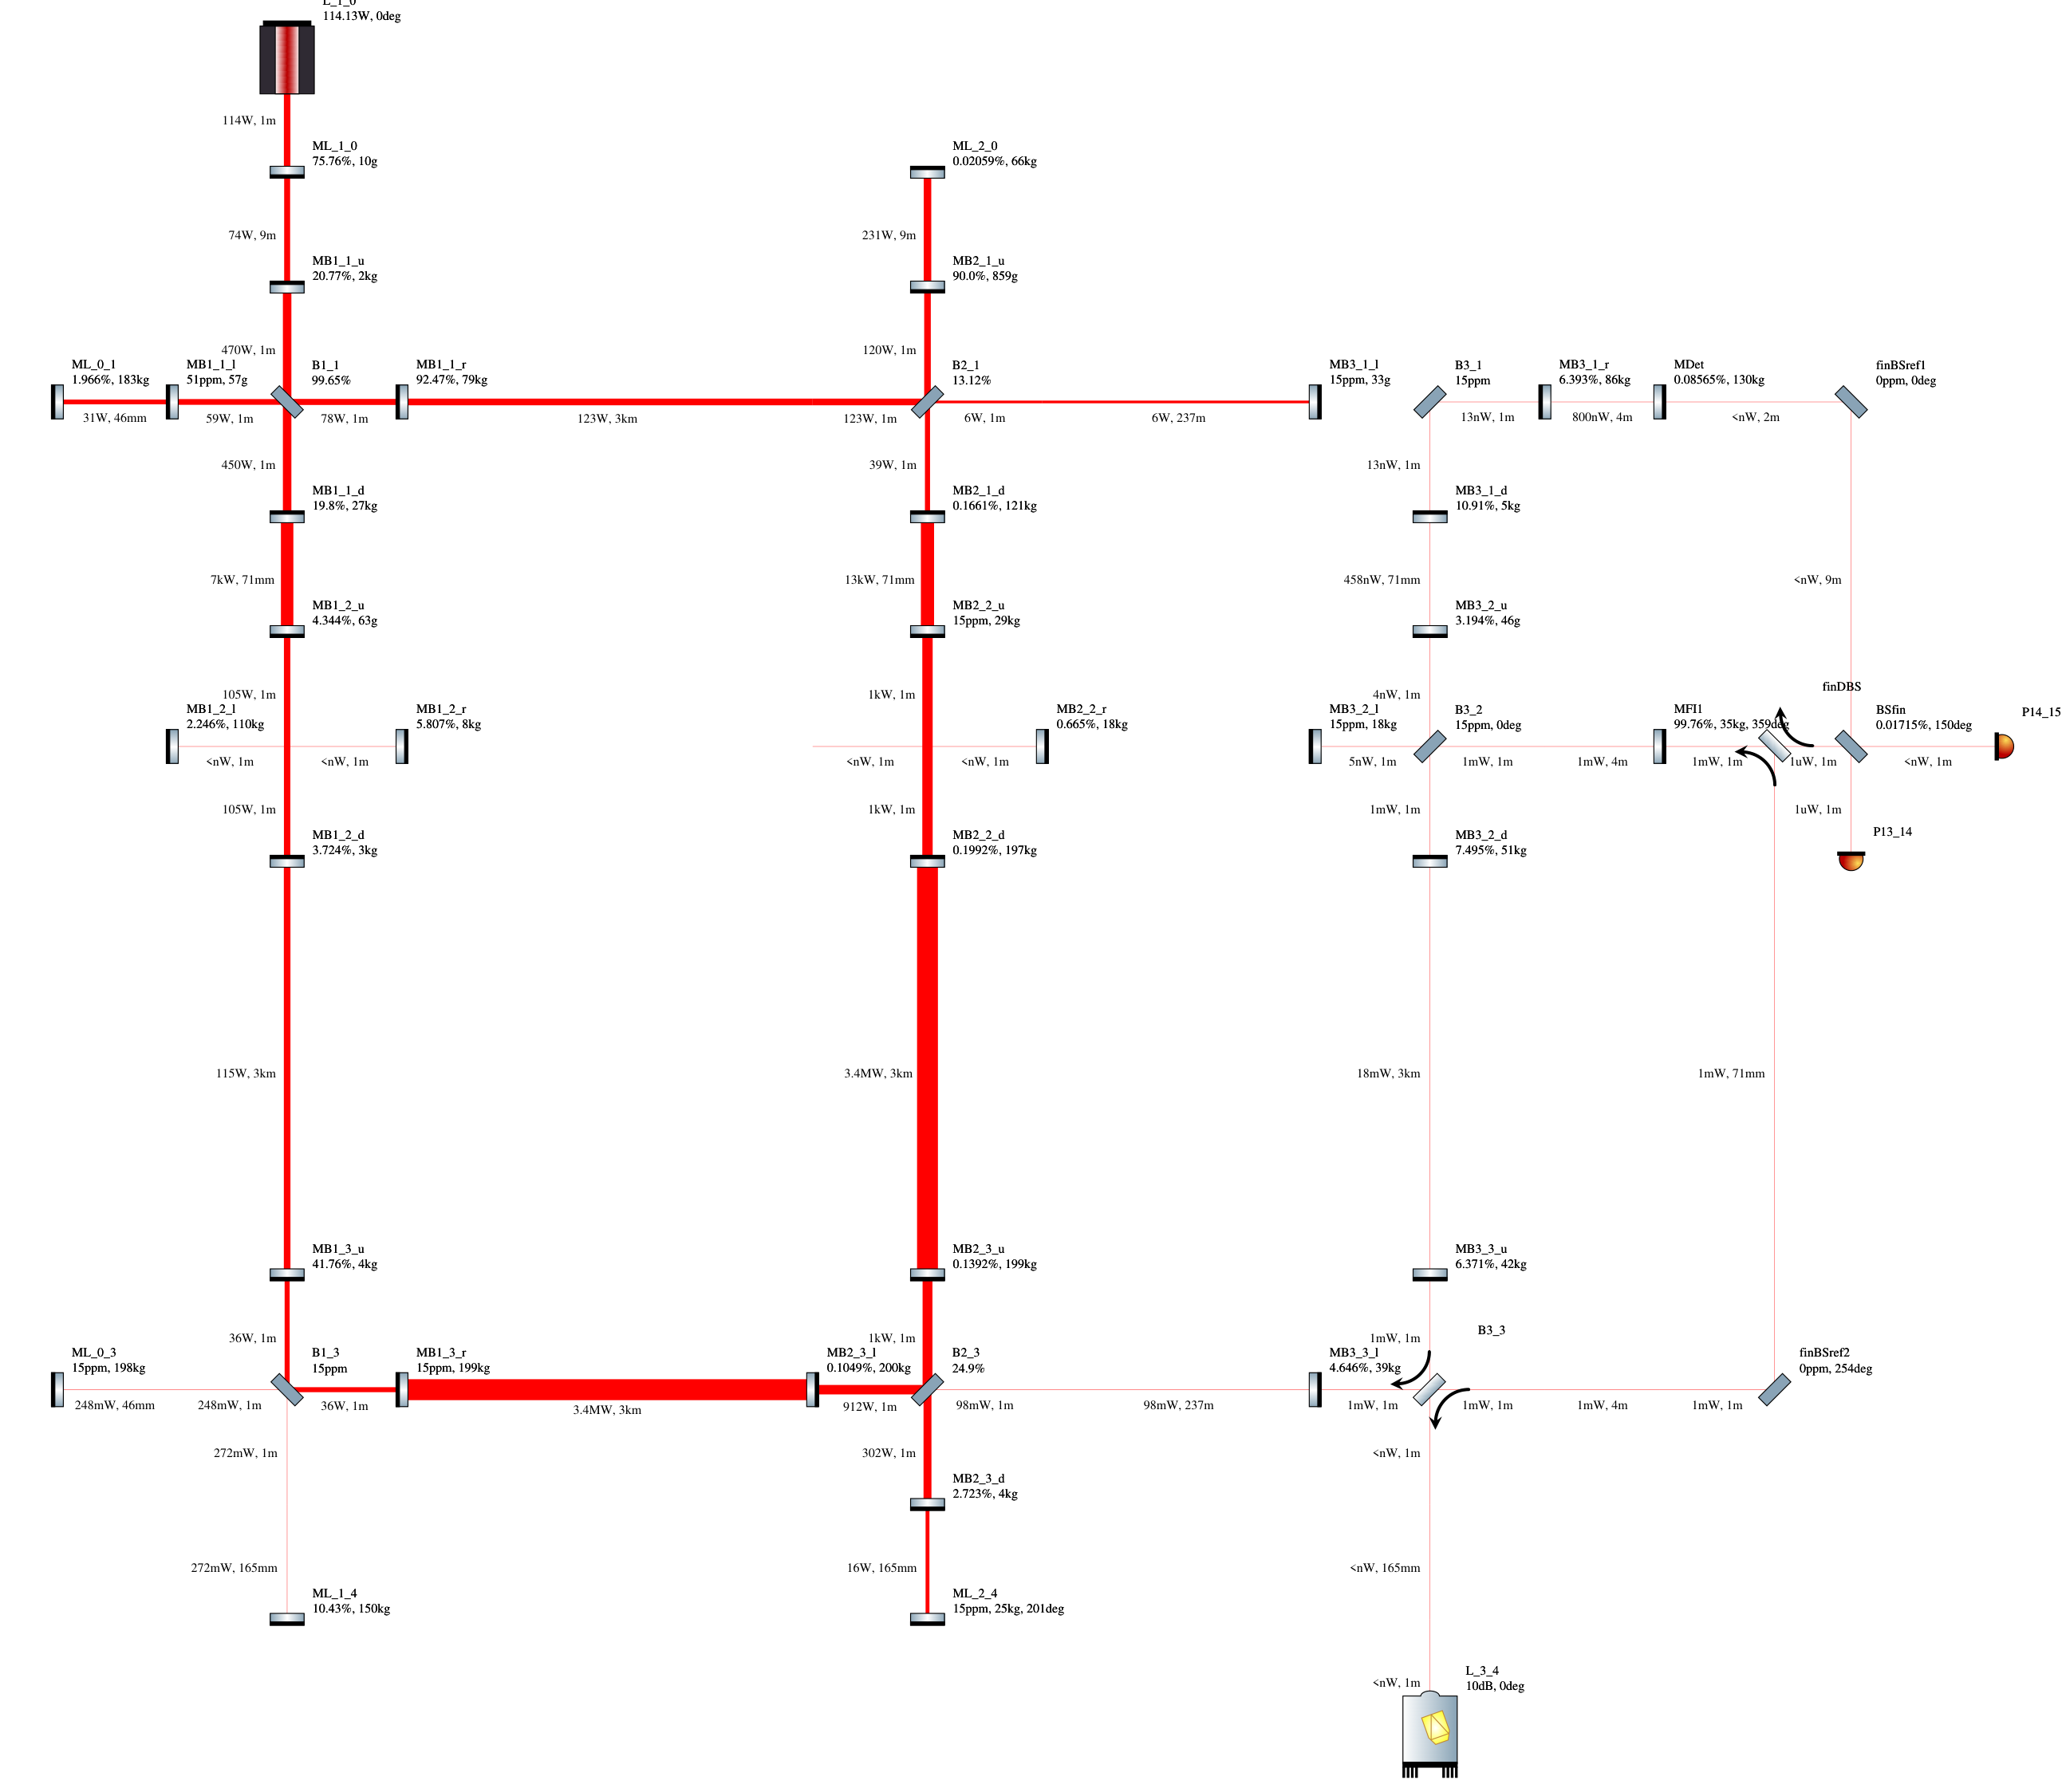 L_1_0
114.13W, 0deg
114W, 1m
ML_1_0
75.76%, 10g
ML_2_0
0.02059%, 66kg
74W, 9m
231W, 9m
MB1_1_u
20.77%, 2kg
MB2_1_u
90.0%, 859g
470W, 1m
120W, 1m
ML_0_1
1.966%, 183kg
MB1_1_l
51ppm, 57g
B1_1
99.65%
MB1_1_r
92.47%, 79kg
B2_1
13.12%
MB3_1_l
15ppm, 33g
B3_1
15ppm
MB3_1_r
6.393%, 86kg
MDet
0.08565%, 130kg
finBSref1
0ppm, 0deg
31W, 46mm
59W, 1m
78W, 1m
123W, 3km
123W, 1m
6W, 1m
6W, 237m
13nW, 1m
800nW, 4m
<nW, 2m
450W, 1m
39W, 1m
13nW, 1m
MB1_1_d
19.8%, 27kg
MB2_1_d
0.1661%, 121kg
MB3_1_d
10.91%, 5kg
7kW, 71mm
13kW, 71mm
458nW, 71mm
<nW, 9m
MB1_2_u
4.344%, 63g
MB2_2_u
15ppm, 29kg
MB3_2_u
3.194%, 46g
105W, 1m
1kW, 1m
4nW, 1m
finDBS
MB1_2_l
2.246%, 110kg
MB1_2_r
5.807%, 8kg
MB2_2_r
0.665%, 18kg
MB3_2_l
15ppm, 18kg
B3_2
15ppm, 0deg
MFI1
99.76%, 35kg, 359deg
BSfin
0.01715%, 150deg
P14_15
<nW, 1m
<nW, 1m
<nW, 1m
<nW, 1m
5nW, 1m
1mW, 1m
1mW, 4m
1mW, 1m
1uW, 1m
<nW, 1m
105W, 1m
1kW, 1m
1mW, 1m
1uW, 1m
P13_14
MB1_2_d
3.724%, 3kg
MB2_2_d
0.1992%, 197kg
MB3_2_d
7.495%, 51kg
115W, 3km
3.4MW, 3km
18mW, 3km
1mW, 71mm
MB1_3_u
41.76%, 4kg
MB2_3_u
0.1392%, 199kg
MB3_3_u
6.371%, 42kg
36W, 1m
1kW, 1m
1mW, 1m
B3_3
ML_0_3
15ppm, 198kg
B1_3
15ppm
MB1_3_r
15ppm, 199kg
MB2_3_l
0.1049%, 200kg
B2_3
24.9%
MB3_3_l
4.646%, 39kg
finBSref2
0ppm, 254deg
248mW, 46mm
248mW, 1m
36W, 1m
3.4MW, 3km
912W, 1m
98mW, 1m
98mW, 237m
1mW, 1m
1mW, 1m
1mW, 4m
1mW, 1m
272mW, 1m
302W, 1m
<nW, 1m
MB2_3_d
2.723%, 4kg
272mW, 165mm
16W, 165mm
<nW, 165mm
ML_1_4
10.43%, 150kg
ML_2_4
15ppm, 25kg, 201deg
<nW, 1m
L_3_4
10dB, 0deg